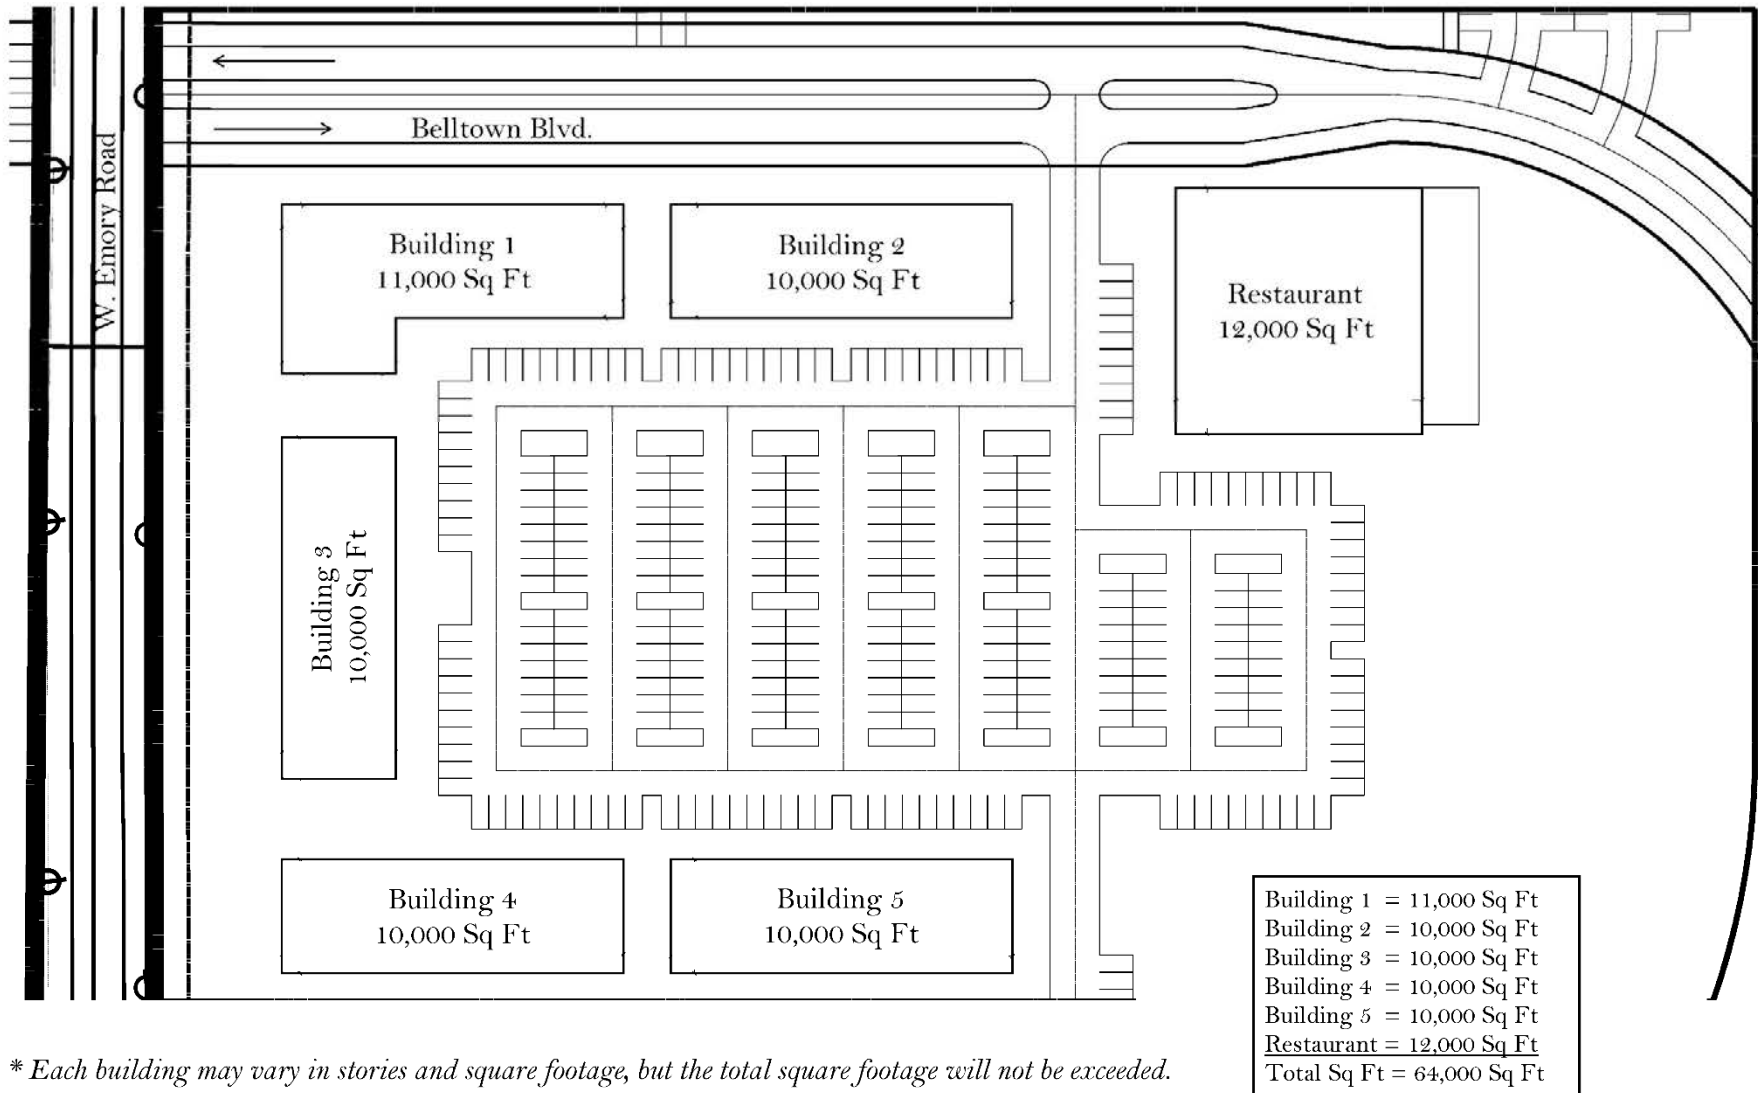 Belltown Blvd.
W. Emory Road
Building 1
11,000 Sq Ft
Building 2
10,000 Sq Ft
Restaurant
12,000 Sq Ft
Building 3
10,000 Sq Ft
Building 4
10,000 Sq Ft
Building 5
10,000 Sq Ft
Building 1 = 11,000 Sq Ft
Building 2 = 10,000 Sq Ft
Building 3 = 10,000 Sq Ft
Building 4 = 10,000 Sq Ft
Building 5 = 10,000 Sq Ft
Restaurant = 12,000 Sq Ft
Total Sq Ft = 64,000 Sq Ft
* Each building may vary in stories and square footage, but the total square footage will not be exceeded.